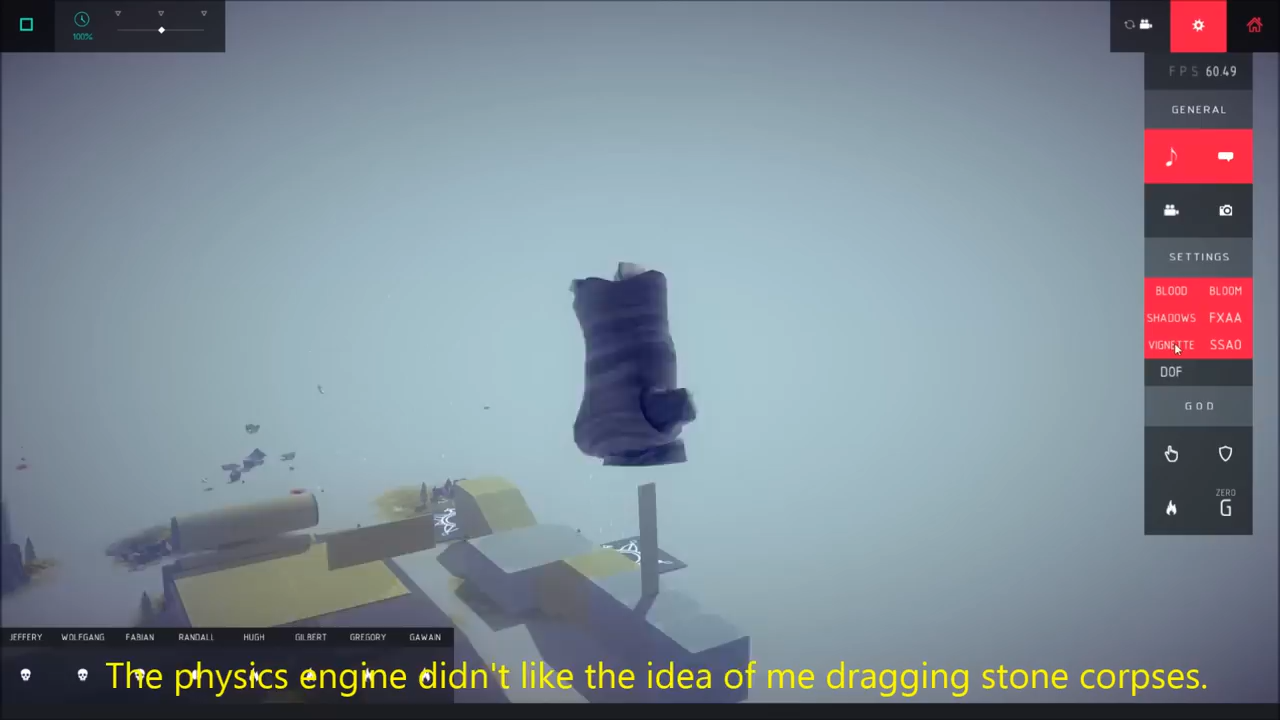 100%
FPS 60.49
GENERAL
SETTINGS
BLOOD BLOOM
SHADOWS FXAA
VIGNETTE SSAO
DOF
GOD
ZERO
G
JEFFERY WOLFGANG FABIAN RANDALL HUGH GILBERT GREGORY GAWAIN
The physics engine didn't like the idea of me dragging stone corpses.